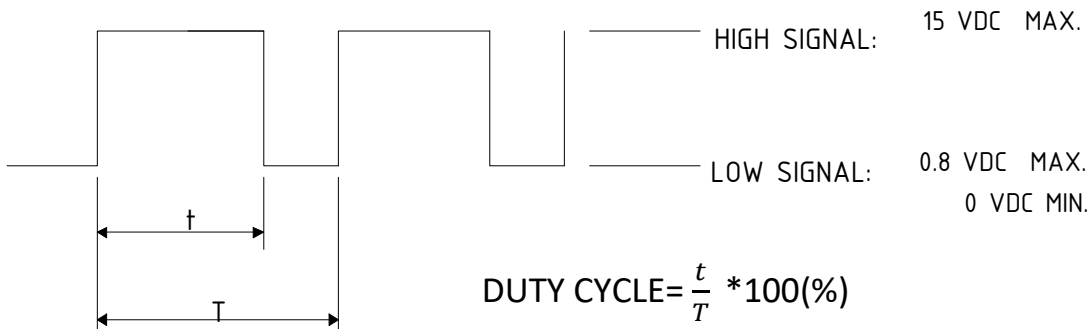 HIGH SIGNAL: 15 VDC MAX.
LOW SIGNAL: 0.8 VDC MAX.
0 VDC MIN.
t
T
DUTY CYCLE= t/T *100(%)